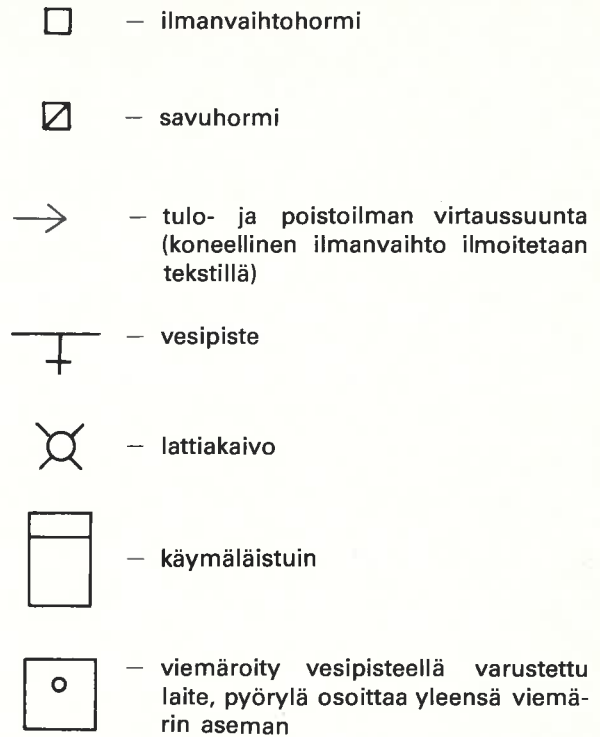 — ilmanvaihtohormi
— savuhormi
— tulo- ja poistoilman virtaussuunta
(koneellinen ilmanvaihto ilmoitetaan
tekstillä)
— vesipiste
— lattiakaivo
— käymäläistuin
— viemäroity vesipisteellä varustettu
laite, pyörylä osoittaa yleensä viemä-
rin aseman